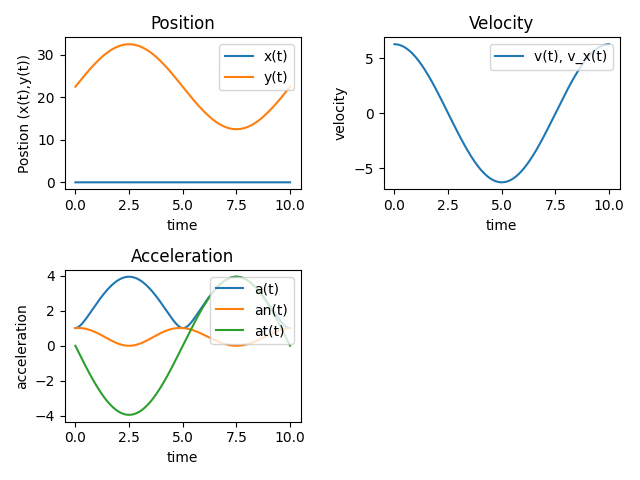 Position
Postion (x(t),y(t))
30
20
10
0
x(t)
y(t)
0.0 2.5 5.0 7.5 10.0
time
Velocity
velocity
5
0
−5
v(t), v_x(t)
0.0 2.5 5.0 7.5 10.0
time
Acceleration
acceleration
4
2
0
−2
−4
a(t)
an(t)
at(t)
0.0 2.5 5.0 7.5 10.0
time